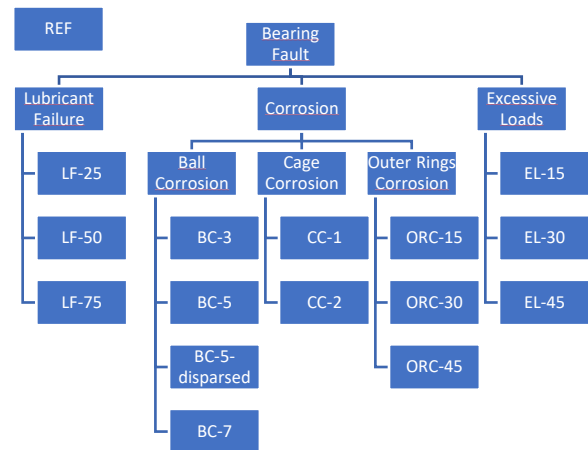 REF
Bearing
Fault
Lubricant
Failure
Corrosion
Excessive
Loads
Ball
Corrosion
Cage
Corrosion
Outer Rings
Corrosion
LF-25
LF-50
LF-75
BC-3
BC-5
BC-5-
disparsed
BC-7
CC-1
CC-2
ORC-15
ORC-30
ORC-45
EL-15
EL-30
EL-45